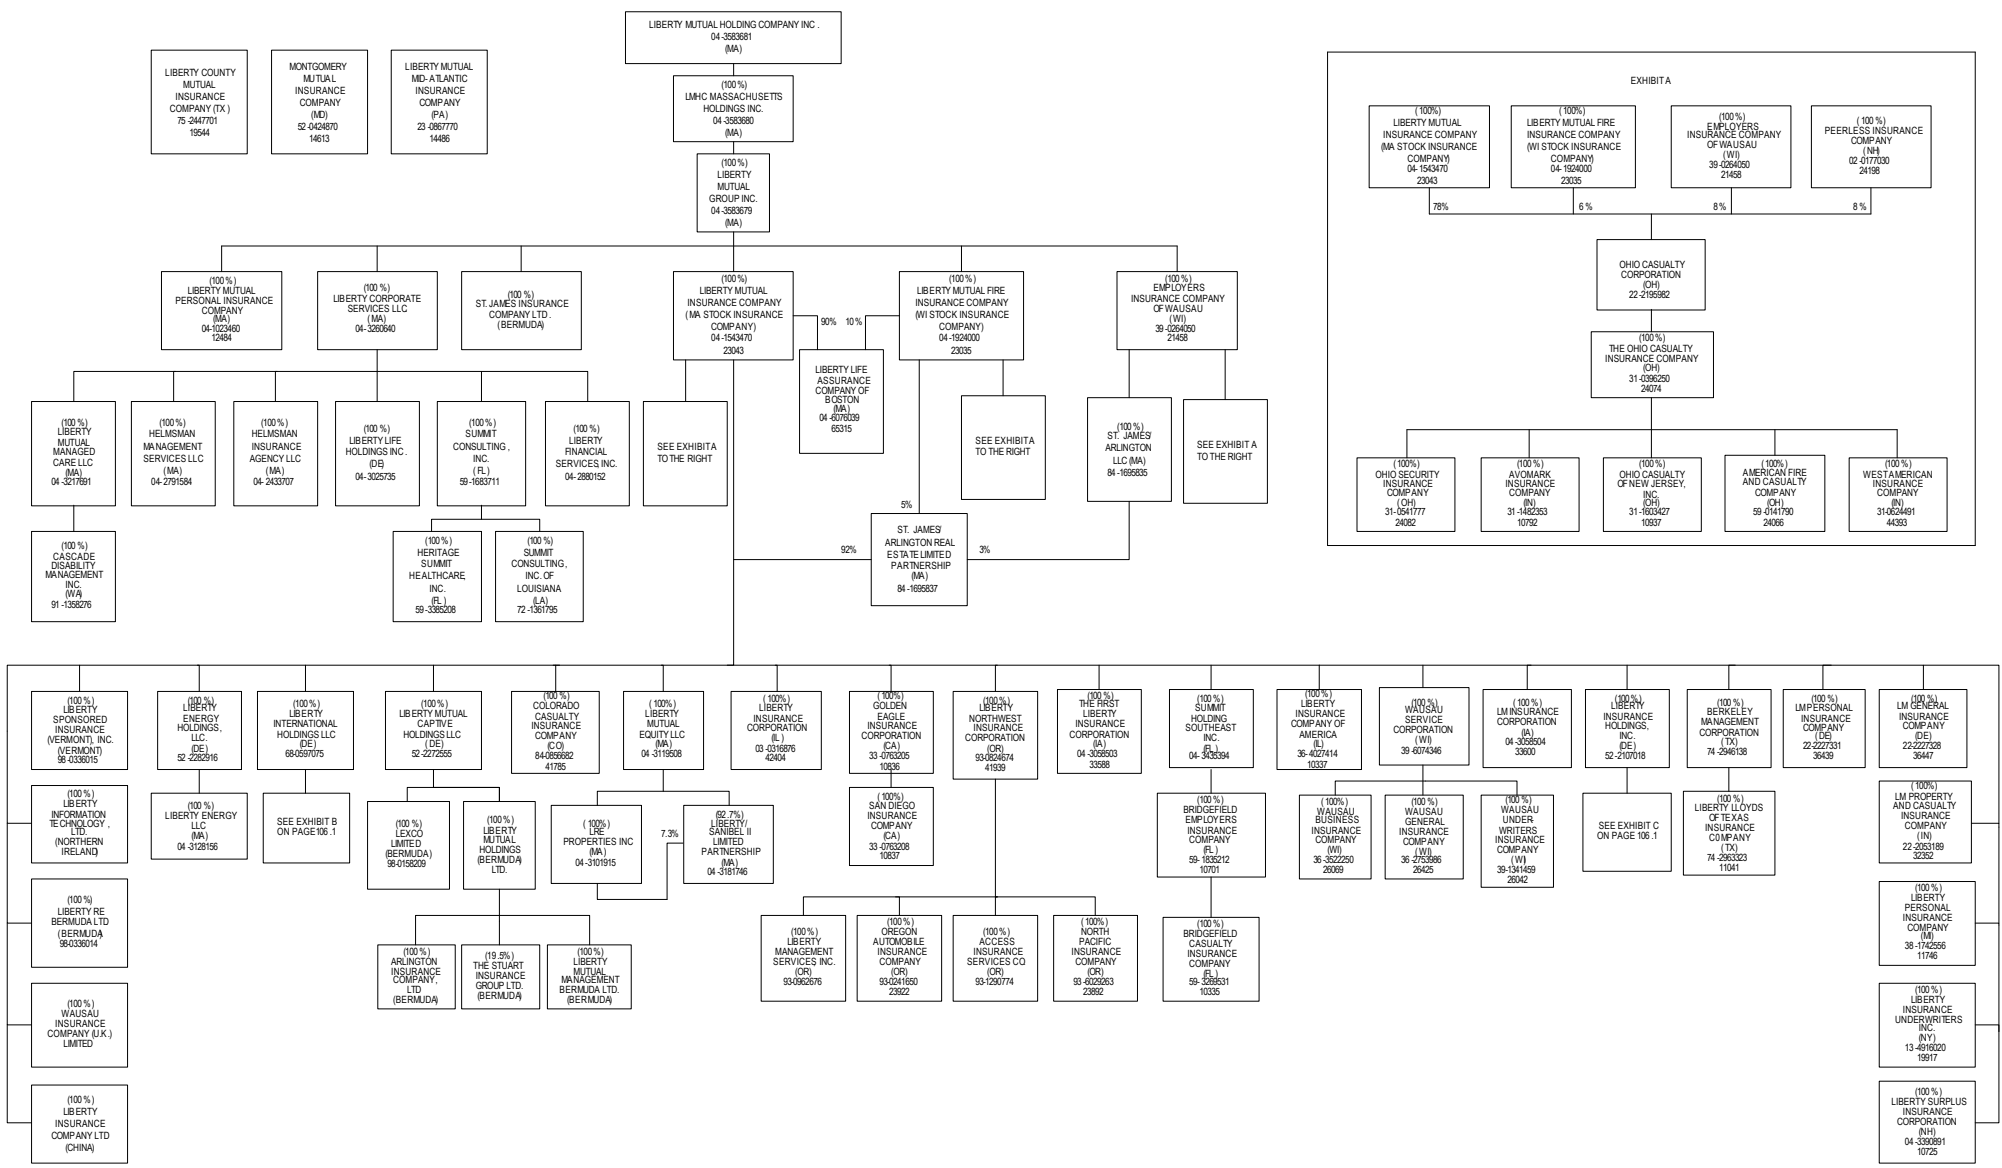 LIBERTY MUTUAL HOLDING COMPANY INC .
04 -3583681
(MA)
LIBERTY COUNTY
MUTUAL
INSURANCE
COMPANY (TX )
75 -2447701
19544
MONTGOMERY
MUTUAL
INSURANCE
COMPANY
(MD)
52 -0424870
14613
LIBERTY MUTUAL
MID- ATLANTIC
INSURANCE
COMPANY
(PA)
23 -0867770
14486
(100 %)
LMHC MASSACHUSETTS
HOLDINGS INC.
04 -3583680
(MA)
(100 %)
LIBERTY
MUTUAL
GROUP INC.
04 -3583679
(MA)
EXHIBIT A
( 100%)
LIBERTY MUTUAL
INSURANCE COMPANY
(MA STOCK INSURANCE
COMPANY)
04- 1543470
23043
(100%)
LIBERTY MUTUAL FIRE
INSURANCE COMPANY
(WI STOCK INSURANCE
COMPANY)
04- 1924000
23035
(100 %)
EMPLOYERS
INSURANCE COMPANY
OF WAUSAU
( WI)
39 -0264050
21458
( 100 %)
PEERLESS INSURANCE
COMPANY
( NH)
02 -0177030
24198
78%
6 %
8 %
8 %
OHIO CASUALTY
CORPORATION
(OH)
22 -2195982
(100 %)
THE OHIO CASUALTY
INSURANCE COMPANY
(OH)
31 -0396250
24074
(100%)
OHIO SECURITY
INSURANCE
COMPANY
( OH)
31- 0541777
24082
(100 %)
AVOMARK
INSURANCE
COMPANY
(IN)
31 -1482353
10792
(100 %)
OHIO CASUALTY
OF NEW JERSEY,
INC.
(OH)
31 -1603427
10937
(100%)
AMERICAN FIRE
AND CASUALTY
COMPANY
(OH)
59 -0141790
24066
(100 %)
WEST AMERICAN
INSURANCE
COMPANY
(IN)
31-0624491
44393
(100 %)
LIBERTY MUTUAL
PERSONAL INSURANCE
COMPANY
(MA)
04-1023460
12484
(100 %)
LIBERTY CORPORATE
SERVICES LLC
( MA)
04- 3260640
(100 %)
ST. JAMES INSURANCE
COMPANY LTD .
( BERMUDA)
(100 %)
LIBERTY MUTUAL
INSURANCE COMPANY
( MA STOCK INSURANCE
COMPANY)
04 -1543470
23043
(100 %)
LIBERTY MUTUAL FIRE
INSURANCE COMPANY
(WI STOCK INSURANCE
COMPANY)
04 -1924000
23035
(100 %)
EMPLOYERS
INSURANCE COMPANY
OF WAUSAU
( WI)
39 -0264050
21458
90%
10 %
LIBERTY LIFE
ASSURANCE
COMPANY OF
BOSTON
(MA)
04 -6076039
65315
(100 %)
LIBERTY
MUTUAL
MANAGED
CARE LLC
(MA)
04 -3217691
(100 %)
HELMSMAN
MANAGEMENT
SERVICES LLC
( MA)
04- 2791584
(100 %)
HELMSMAN
INSURANCE
AGENCY LLC
( MA)
04- 2433707
(100 %)
LIBERTY LIFE
HOLDINGS INC .
(DE)
04- 3025735
(100 %)
SUMMIT
CONSULTING ,
INC.
( FL)
59 -1683711
(100 %)
LIBERTY
FINANCIAL
SERVICES, INC.
04- 2880152
SEE EXHIBIT A
TO THE RIGHT
SEE EXHIBIT A
TO THE RIGHT
(100 %)
ST. JAMES/
ARLINGTON
LLC (MA)
84 -1695835
SEE EXHIBIT A
TO THE RIGHT
5%
92%
3%
ST. JAMES/
ARLINGTON REAL
ESTATE LIMITED
PARTNERSHIP
(MA)
84 -1695837
(100 %)
CASCADE
DISABILITY
MANAGEMENT
INC.
(WA)
91 -1358276
(100 %)
HERITAGE
SUMMIT
HEALTHCARE,
INC.
(FL )
59 -3385208
(100 %)
SUMMIT
CONSULTING ,
INC. OF
LOUISIANA
(LA)
72 -1361795
(100 %)
LIBERTY
SPONSORED
INSURANCE
(VERMONT), INC.
(VERMONT)
98 -0336015
(100 %)
LIBERTY
ENERGY
HOLDINGS,
LLC.
(DE)
52 -2282916
(100 %)
LIBERTY
INTERNATIONAL
HOLDINGS LLC
(DE)
68-0597075
(100 %)
LIBERTY MUTUAL
CAPTIVE
HOLDINGS LLC
( DE)
52 -2272555
(100 %)
COLORADO
CASUALTY
INSURANCE
COMPANY
(CO)
84-0856682
41785
( 100%)
LIBERTY
MUTUAL
EQUITY LLC
(MA)
04 -3119508
( 100%)
LIBERTY
INSURANCE
CORPORATION
(IL )
03 -0316876
42404
( 100%)
GOLDEN
EAGLE
INSURANCE
CORPORATION
(CA)
33 -0763205
10836
(100 %)
LIBERTY
NORTHWEST
INSURANCE
CORPORATION
(OR)
93-0824674
41939
(100 %)
THE FIRST
LIBERTY
INSURANCE
CORPORATION
(IA)
04 -3058503
33588
(100 %)
SUMMIT
HOLDING
SOUTHEAST
INC.
(FL )
04- 3435394
( 100 %)
LIBERTY
INSURANCE
COMPANY OF
AMERICA
(IL)
36- 4027414
10337
(100 %)
WAUSAU
SERVICE
CORPORATION
( WI)
39 -6074346
(100 %)
LM INSURANCE
CORPORATION
(IA)
04 -3058504
33600
(100 %)
LIBERTY
INSURANCE
HOLDINGS,
INC.
(DE)
52 -2107018
(100 %)
BERKELEY
MANAGEMENT
CORPORATION
( TX)
74 -2946138
(100 %)
LM PERSONAL
INSURANCE
COMPANY
(DE)
22-2227331
36439
( 100 %)
LM GENERAL
INSURANCE
COMPANY
(DE)
22-2227328
36447
(100 %)
LIBERTY
INFORMATION
TECHNOLOGY ,
LTD.
(NORTHERN
IRELAND)
(100 %)
LIBERTY ENERGY
LLC
(MA)
04 -3128156
SEE EXHIBIT B
ON PAGE 106 .1
(100 %)
LEXCO
LIMITED
(BERMUDA)
98-0158209
(100 %)
LIBERTY
MUTUAL
HOLDINGS
(BERMUDA)
LTD.
( 100%)
LRE
PROPERTIES INC
(MA)
04 -3101915
7.3%
(92.7%)
LIBERTY/
SANIBEL II
LIMITED
PARTNERSHIP
(MA)
04 -3181746
( 100%)
SAN DIEGO
INSURANCE
COMPANY
(CA)
33 -0763208
10837
(100 %)
BRIDGEFIELD
EMPLOYERS
INSURANCE
COMPANY
( FL )
59- 1835212
10701
( 100%)
WAUSAU
BUSINESS
INSURANCE
COMPANY
(WI)
36 -3522250
26069
(100 %)
WAUSAU
GENERAL
INSURANCE
COMPANY
( WI)
36 -2753986
26425
(100 %)
WAUSAU
UNDER-
WRITERS
INSURANCE
COMPANY
( WI)
39-1341459
26042
SEE EXHIBIT C
ON PAGE 106 .1
(100 %)
LIBERTY LLOYDS
OF TEXAS
INSURANCE
COMPANY
( TX)
74 -2963323
11041
(100%)
LM PROPERTY
AND CASUALTY
INSURANCE
COMPANY
(IN)
22 -2053189
32352
(100 %)
LIBERTY RE
BERMUDA LTD
( BERMUDA)
98-0336014
(100 %)
ARLINGTON
INSURANCE
COMPANY,
LTD
(BERMUDA)
(19 .5%)
THE STUART
INSURANCE
GROUP LTD.
(BERMUDA)
(100 %)
LIBERTY
MUTUAL
MANAGEMENT
BERMUDA LTD.
(BERMUDA)
(100 %)
LIBERTY
MANAGEMENT
SERVICES, INC.
(OR)
93-0962676
(100 %)
OREGON
AUTOMOBILE
INSURANCE
COMPANY
(OR)
93-0241650
23922
(100 %)
ACCESS
INSURANCE
SERVICES CO.
(OR)
93-1290774
( 100%)
NORTH
PACIFIC
INSURANCE
COMPANY
(OR)
93 -6029263
23892
(100 %)
BRIDGEFIELD
CASUALTY
INSURANCE
COMPANY
(FL )
59- 3269531
10335
(100 %)
LIBERTY
PERSONAL
INSURANCE
COMPANY
(MI)
38 -1742556
11746
(100 %)
WAUSAU
INSURANCE
COMPANY (U.K.)
LIMITED
(100 %)
LIBERTY
INSURANCE
UNDERWRITERS
INC.
(NY)
13 -4916020
19917
(100 %)
LIBERTY
INSURANCE
COMPANY LTD
(CHINA)
(100 %)
LIBERTY SURPLUS
INSURANCE
CORPORATION
(NH)
04 -3390891
10725